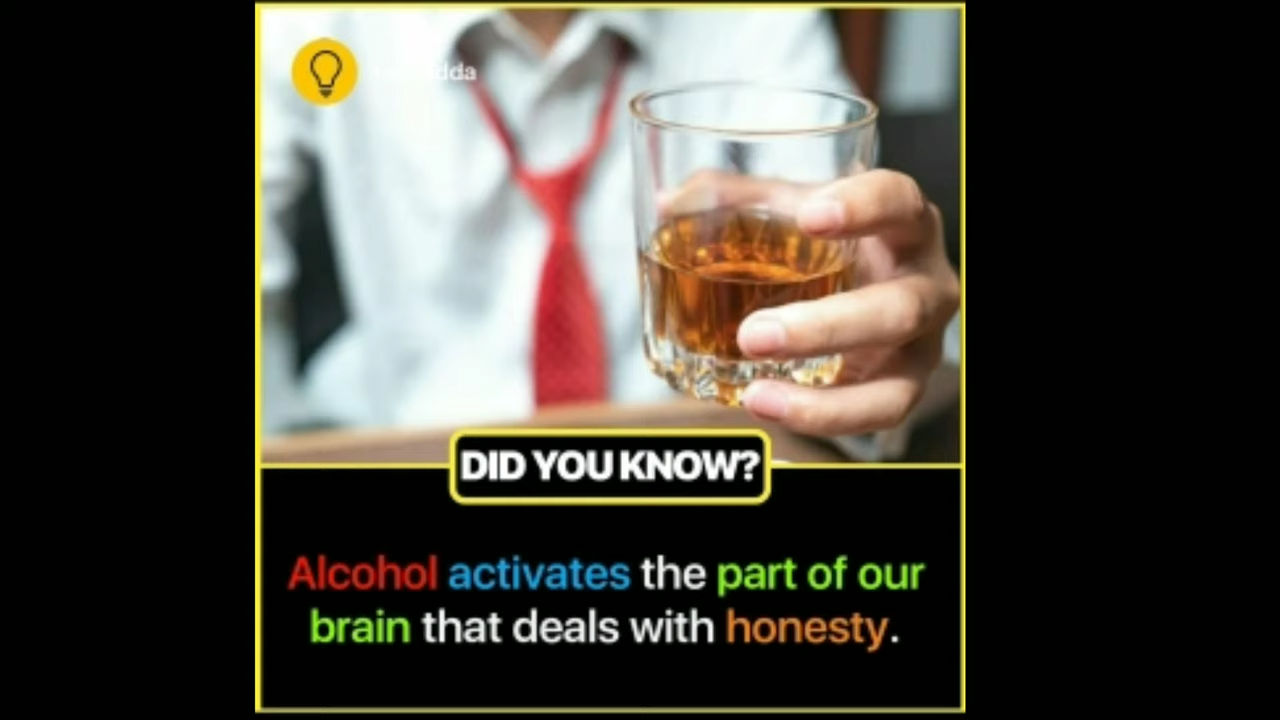 DID YOU KNOW?
Alcohol activates the part of our
brain that deals with honesty.